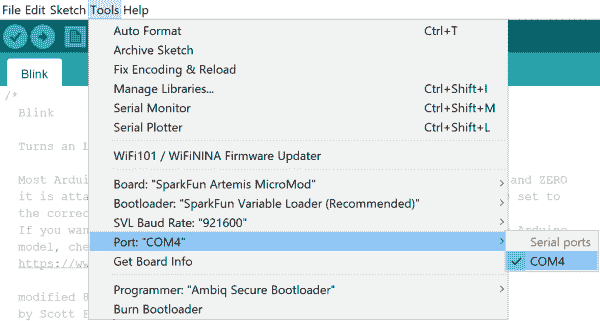 File Edit Sketch Tools Help
Auto Format Ctrl+T
Archive Sketch
Fix Encoding & Reload
Manage Libraries... Ctrl+Shift+I
Serial Monitor Ctrl+Shift+M
Serial Plotter Ctrl+Shift+L
WiFi101 / WiFiNINA Firmware Updater
Board: "SparkFun Artemis MicroMod"
Bootloader: "SparkFun Variable Loader (Recommended)"
SVL Baud Rate: "921600"
Port: "COM4"
Get Board Info
Programmer: "Ambiq Secure Bootloader"
Burn Bootloader
Serial ports
COM4
Blink
/*
Blink
Turns an
Most Arduin and ZERO
it is atta set to
the correc
If you wan Arduino
model, che
https://ww
modified 8
by Scott